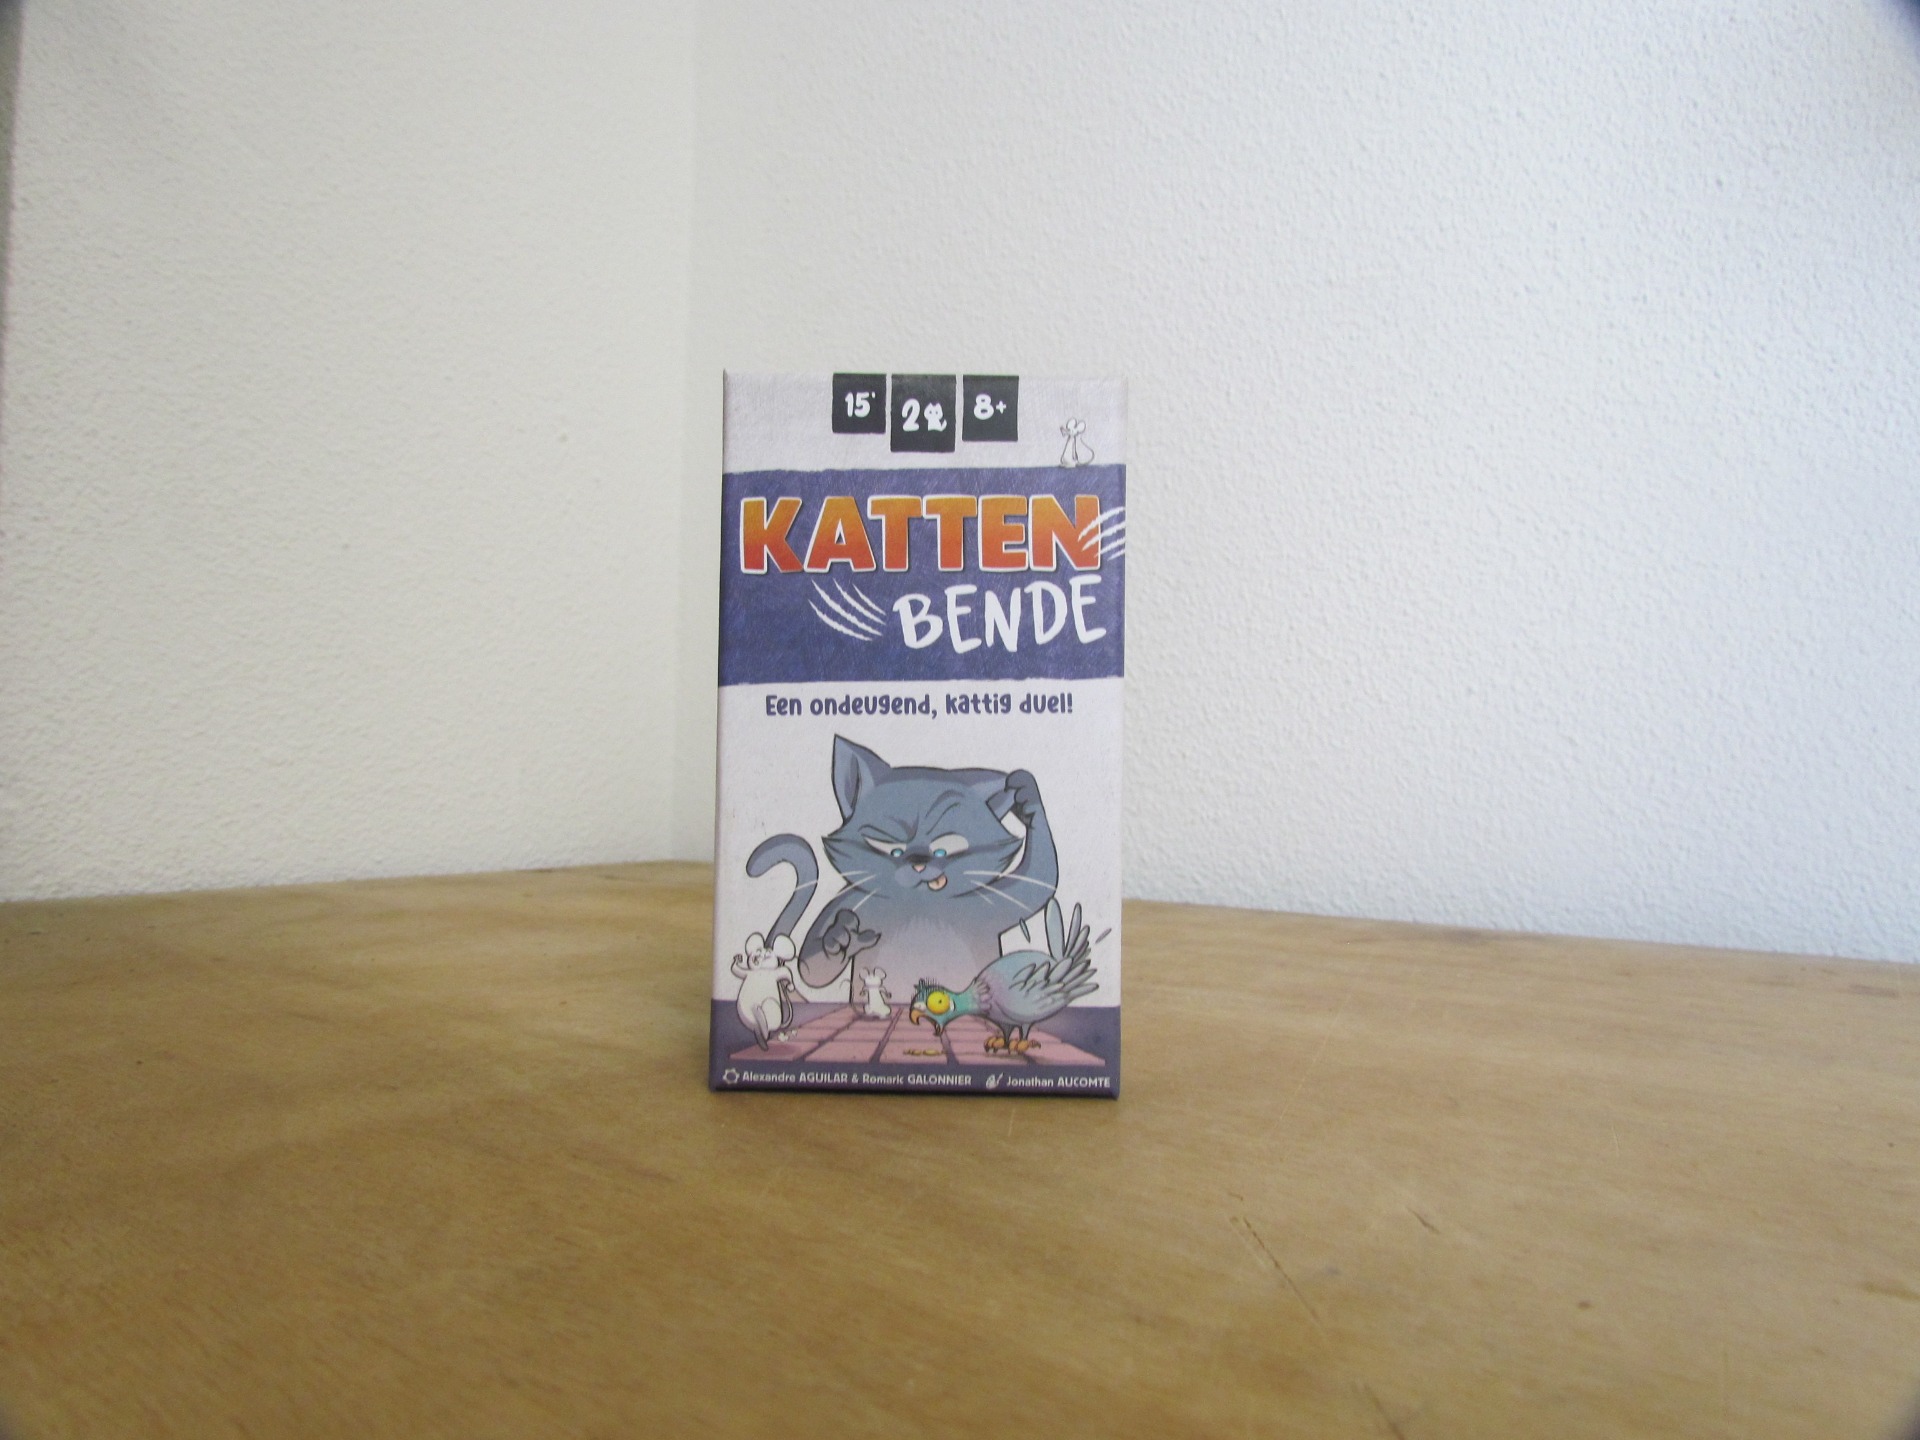 15' 2 8+
KATTEN
BENDE
Een ondeugend, kattig duel!
Alexandre AGUILAR & Romaric GALONNIER Jonathan AUCOMTE